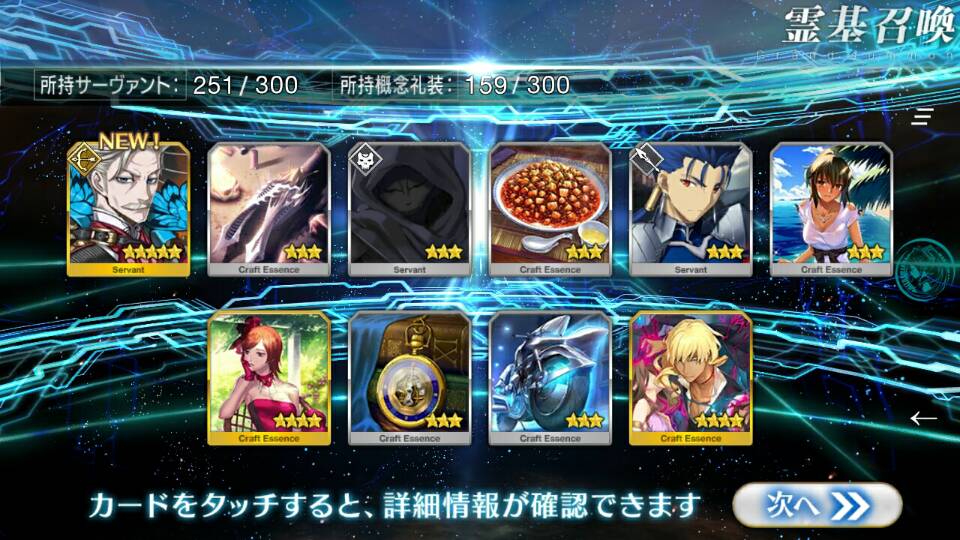 霊基召喚
Grand Summon
所持サーヴァント: 251 / 300 所持概念礼装: 159 / 300
NEW!
Servant Craft Essence Servant Craft Essence Servant Craft Essence
Craft Essence Craft Essence Craft Essence Craft Essence
カードをタッチすると、詳細情報が確認できます
次へ